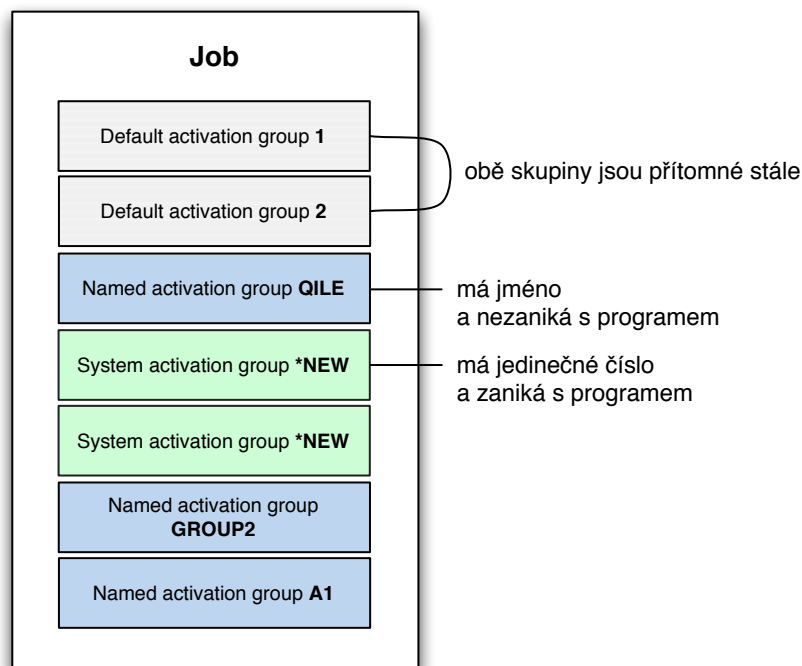 Job
Default activation group 1
Default activation group 2
obě skupiny jsou přítomné stále
Named activation group QILE
má jméno
a nezaniká s programem
System activation group *NEW
má jedinečné číslo
a zaniká s programem
System activation group *NEW
Named activation group
GROUP2
Named activation group A1